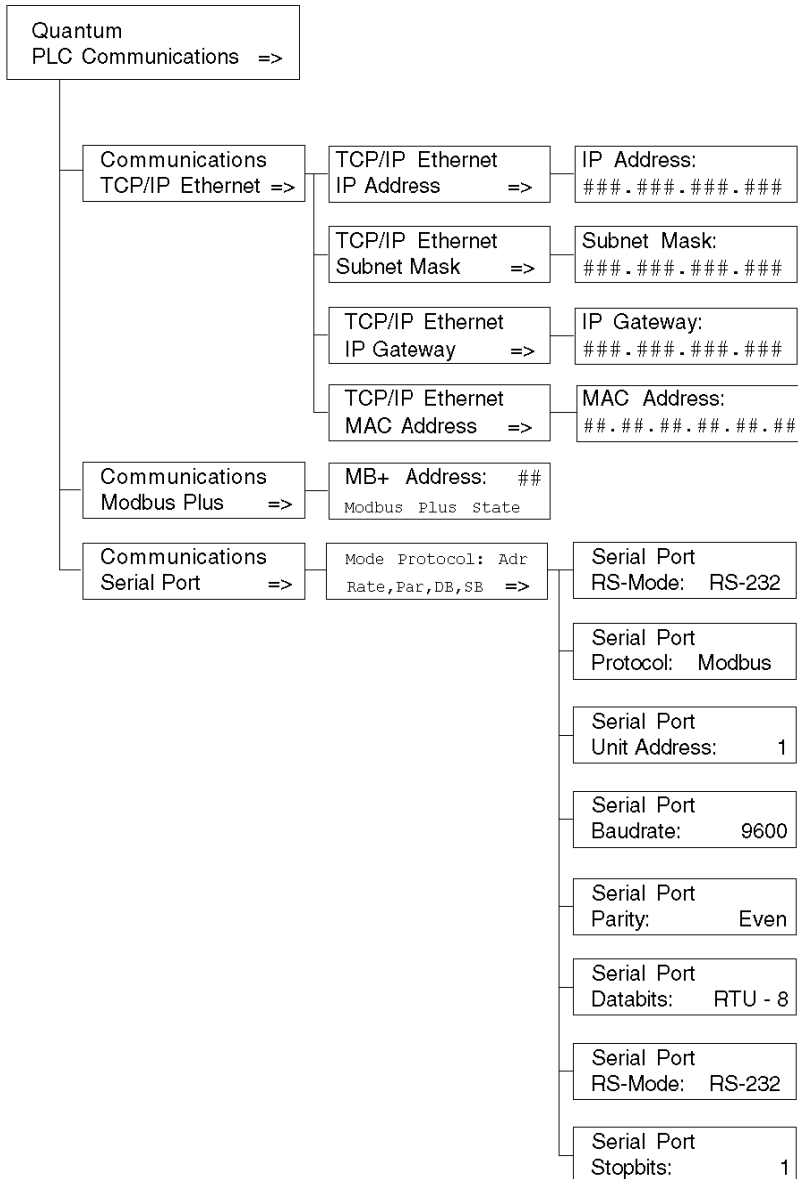 Quantum
PLC Communications =>
Communications
TCP/IP Ethernet =>
TCP/IP Ethernet
IP Address =>
IP Address:
###.###.###.###
TCP/IP Ethernet
Subnet Mask =>
Subnet Mask:
###.###.###.###
TCP/IP Ethernet
IP Gateway =>
IP Gateway:
###.###.###.###
TCP/IP Ethernet
MAC Address =>
MAC Address:
##.##.##.##.##.##
Communications
Modbus Plus =>
MB+ Address: ##
Modbus Plus State
Communications
Serial Port =>
Mode Protocol: Adr
Rate,Par,DB,SB =>
Serial Port
RS-Mode: RS-232
Serial Port
Protocol: Modbus
Serial Port
Unit Address: 1
Serial Port
Baudrate: 9600
Serial Port
Parity: Even
Serial Port
Databits: RTU - 8
Serial Port
RS-Mode: RS-232
Serial Port
Stopbits: 1